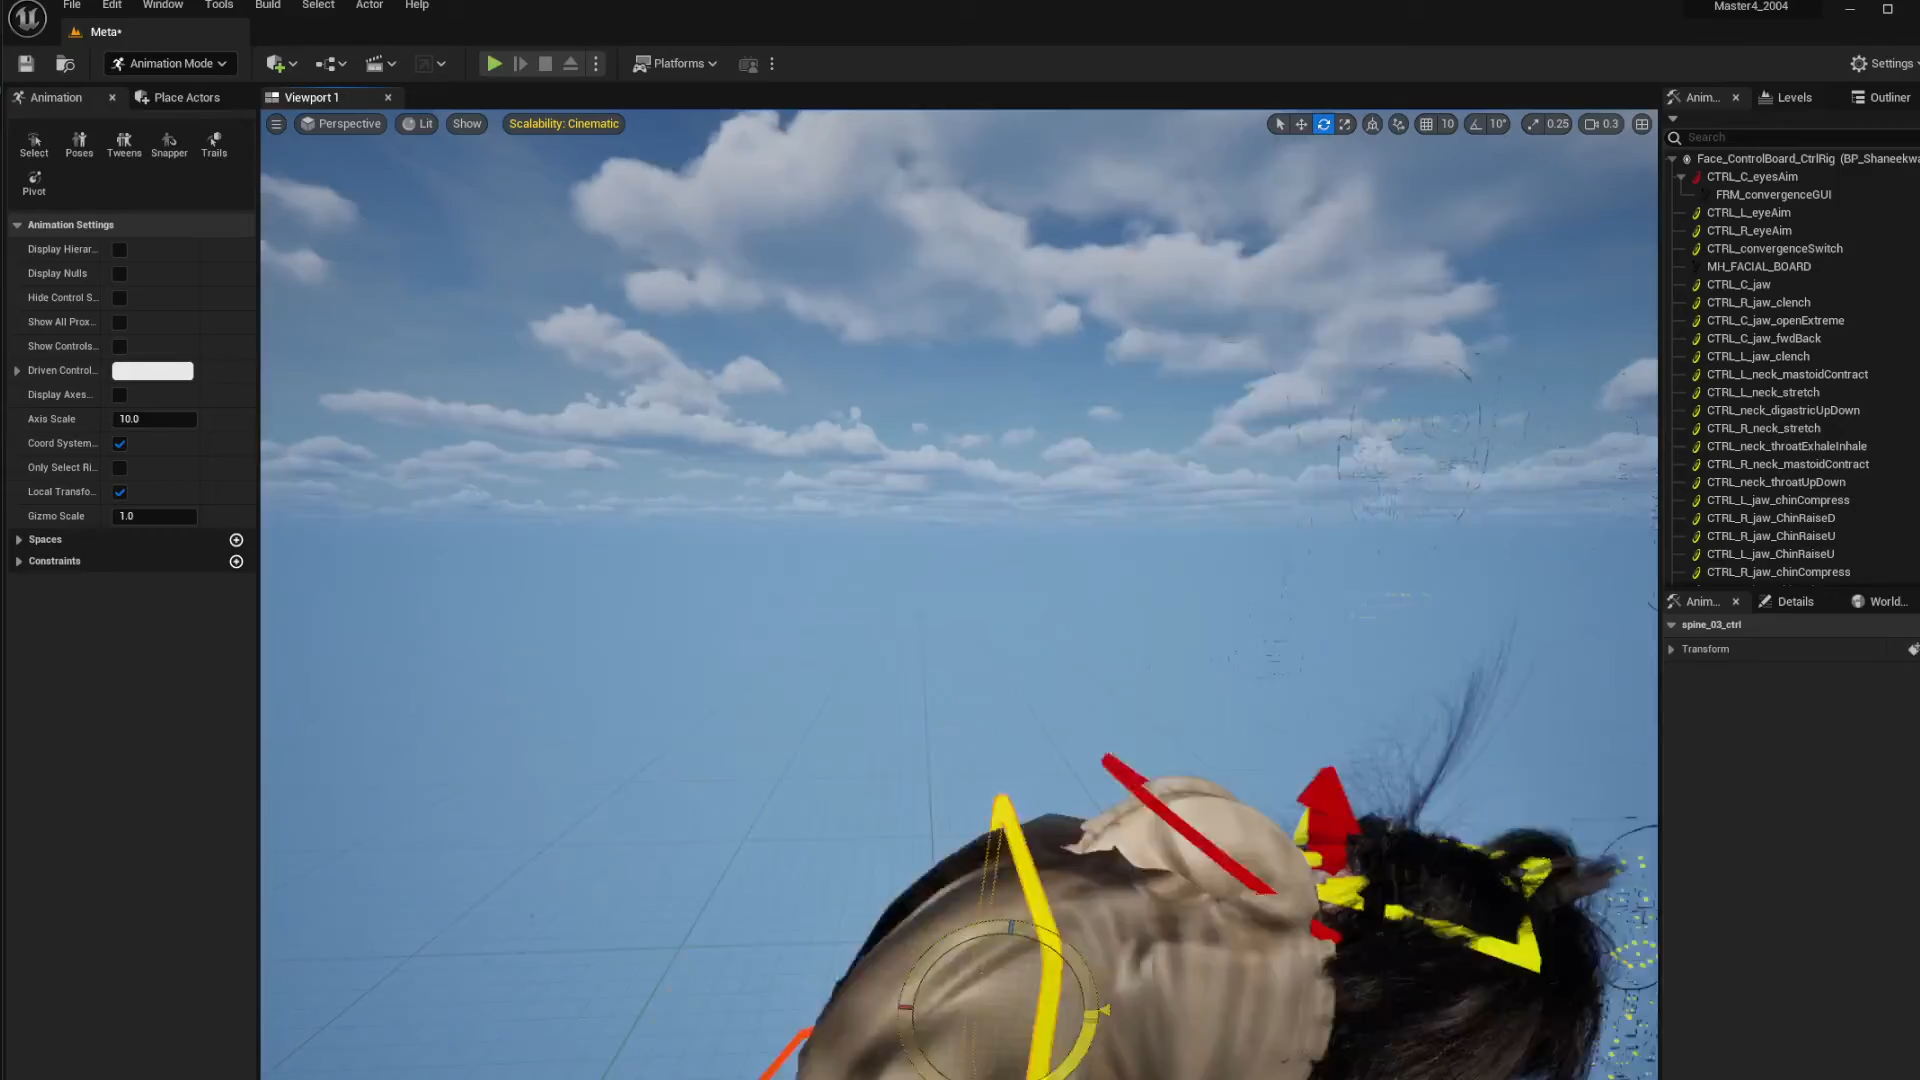 File Edit Window Tools Build Select Actor Help
Master4_2004
Meta*
Animation Mode
Platforms
Settings
Animation
Place Actors
Viewport 1
Anim...
Levels
Outliner
Perspective
Lit
Show
Scalability: Cinematic
10
10°
0.25
0.3
Search
Select
Poses
Tweens
Snapper
Trails
Pivot
Animation Settings
Display Hierar...
Display Nulls
Hide Control S...
Show All Prox...
Show Controls...
Driven Control...
Display Axes...
Axis Scale
10.0
Coord System...
Only Select Ri...
Local Transfo...
Gizmo Scale
1.0
Spaces
Constraints
Face_ControlBoard_CtrlRig (BP_Shaneekwa
CTRL_C_eyesAim
FRM_convergenceGUI
CTRL_L_eyeAim
CTRL_R_eyeAim
CTRL_convergenceSwitch
MH_FACIAL_BOARD
CTRL_C_jaw
CTRL_R_jaw_clench
CTRL_C_jaw_openExtreme
CTRL_C_jaw_fwdBack
CTRL_L_jaw_clench
CTRL_L_neck_mastoidContract
CTRL_L_neck_stretch
CTRL_neck_digastricUpDown
CTRL_R_neck_stretch
CTRL_neck_throatExhaleInhale
CTRL_R_neck_mastoidContract
CTRL_neck_throatUpDown
CTRL_L_jaw_chinCompress
CTRL_R_jaw_ChinRaiseD
CTRL_R_jaw_ChinRaiseU
CTRL_L_jaw_ChinRaiseU
CTRL_R_jaw_chinCompress
Anim...
Details
World...
spine_03_ctrl
Transform